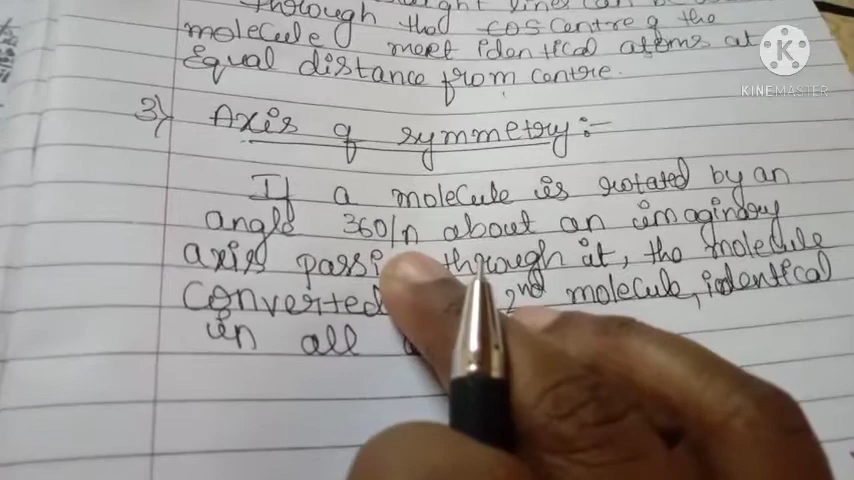 through the cos centre of the
molecule meet identical atoms at
Equal distance from centre.
3) Axis of symmetry :-
If a molecule is rotated by an
angle 360/n about an imaginary
axis through it, the molecule
converted 2nd molecule, identical
in all
KINEMASTER